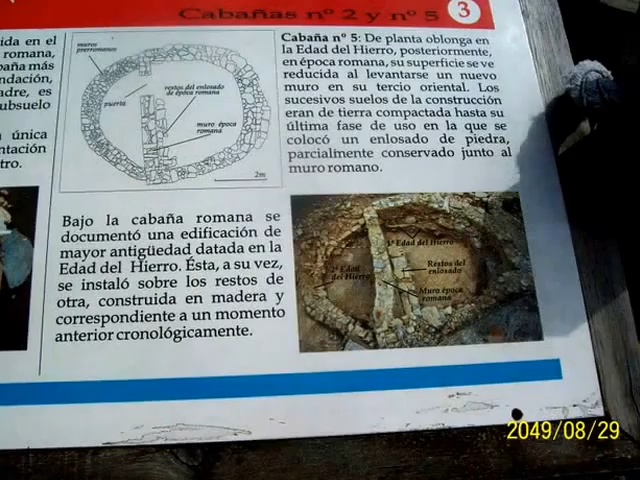 Cabañas nº 2 y nº 5
3
ida en el
romana,
baña más
ndación,
adre, es
ubsuelo
única
ntación
tro.
muros
prerromanos
puerta
restos del enlosado
de época romana
muro época
romana
2m
Cabaña nº 5: De planta oblonga en
la Edad del Hierro, posteriormente,
en época romana, su superficie se ve
reducida al levantarse un nuevo
muro en su tercio oriental. Los
sucesivos suelos de la construcción
eran de tierra compactada hasta su
última fase de uso en la que se
colocó un enlosado de piedra,
parcialmente conservado junto al
muro romano.
Bajo la cabaña romana se
documentó una edificación de
mayor antigüedad datada en la
Edad del Hierro. Ésta, a su vez,
se instaló sobre los restos de
otra, construida en madera y
correspondiente a un momento
anterior cronológicamente.
Edad del Hierro
2ª Edad
del Hierro
Restos del
enlosado
Muro época
romana
2049/08/29